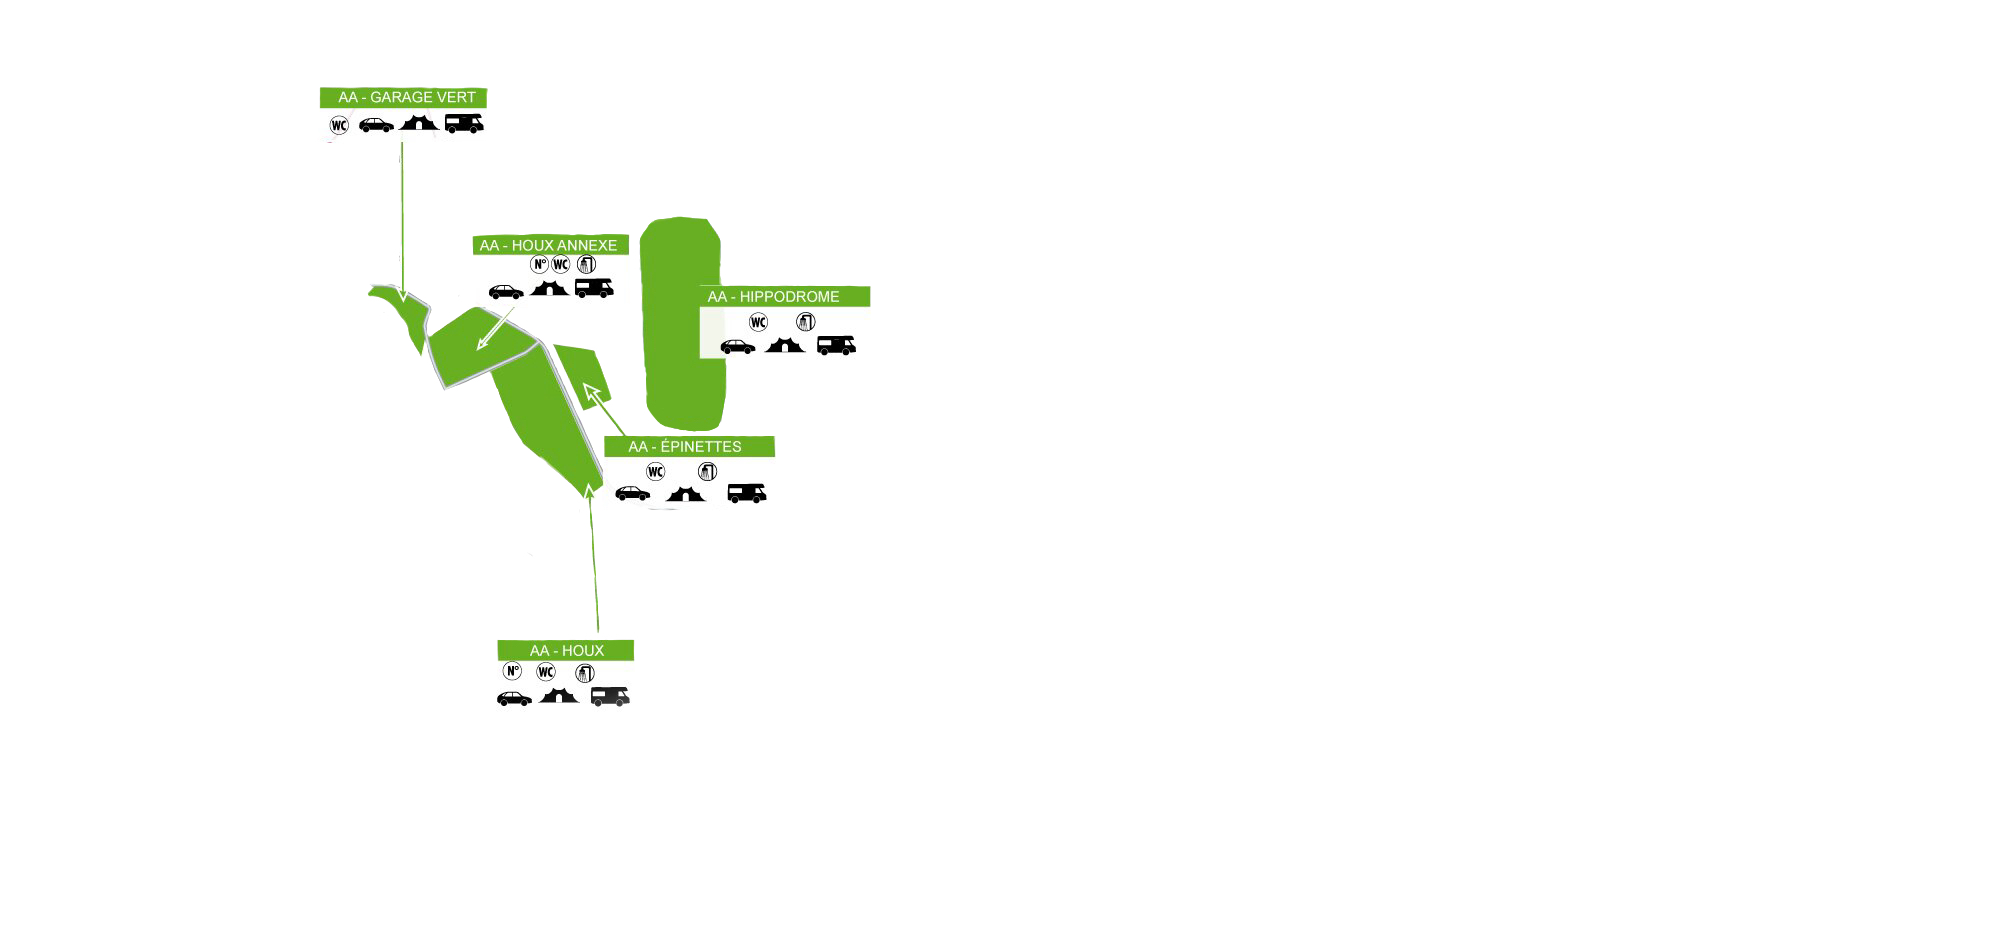 AA - GARAGE VERT
WC
AA - HOUX ANNEXE
N° WC
AA - HIPPODROME
WC
AA - ÉPINETTES
WC
AA - HOUX
N° WC